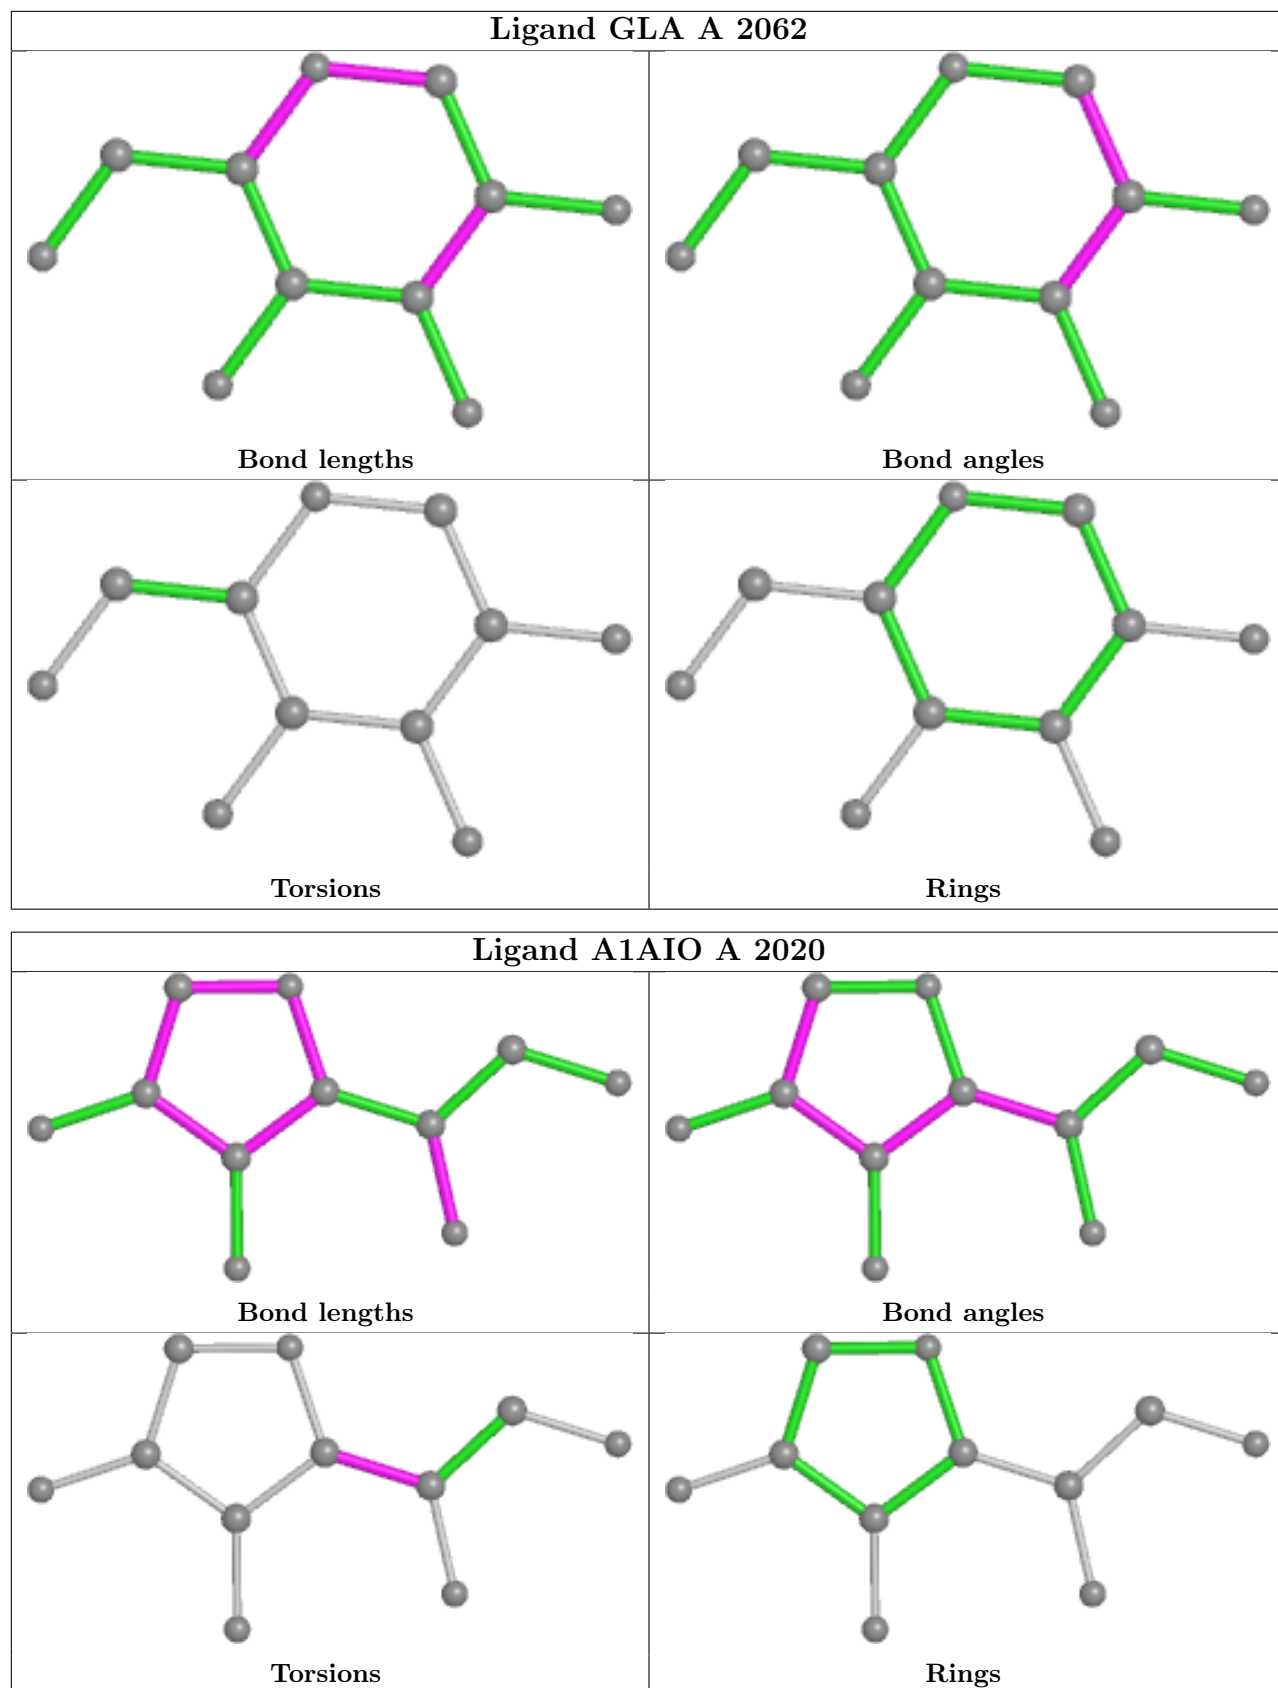 Ligand GLA A 2062
Bond lengths
Bond angles
Torsions
Rings
Ligand A1AIO A 2020
Bond lengths
Bond angles
Torsions
Rings